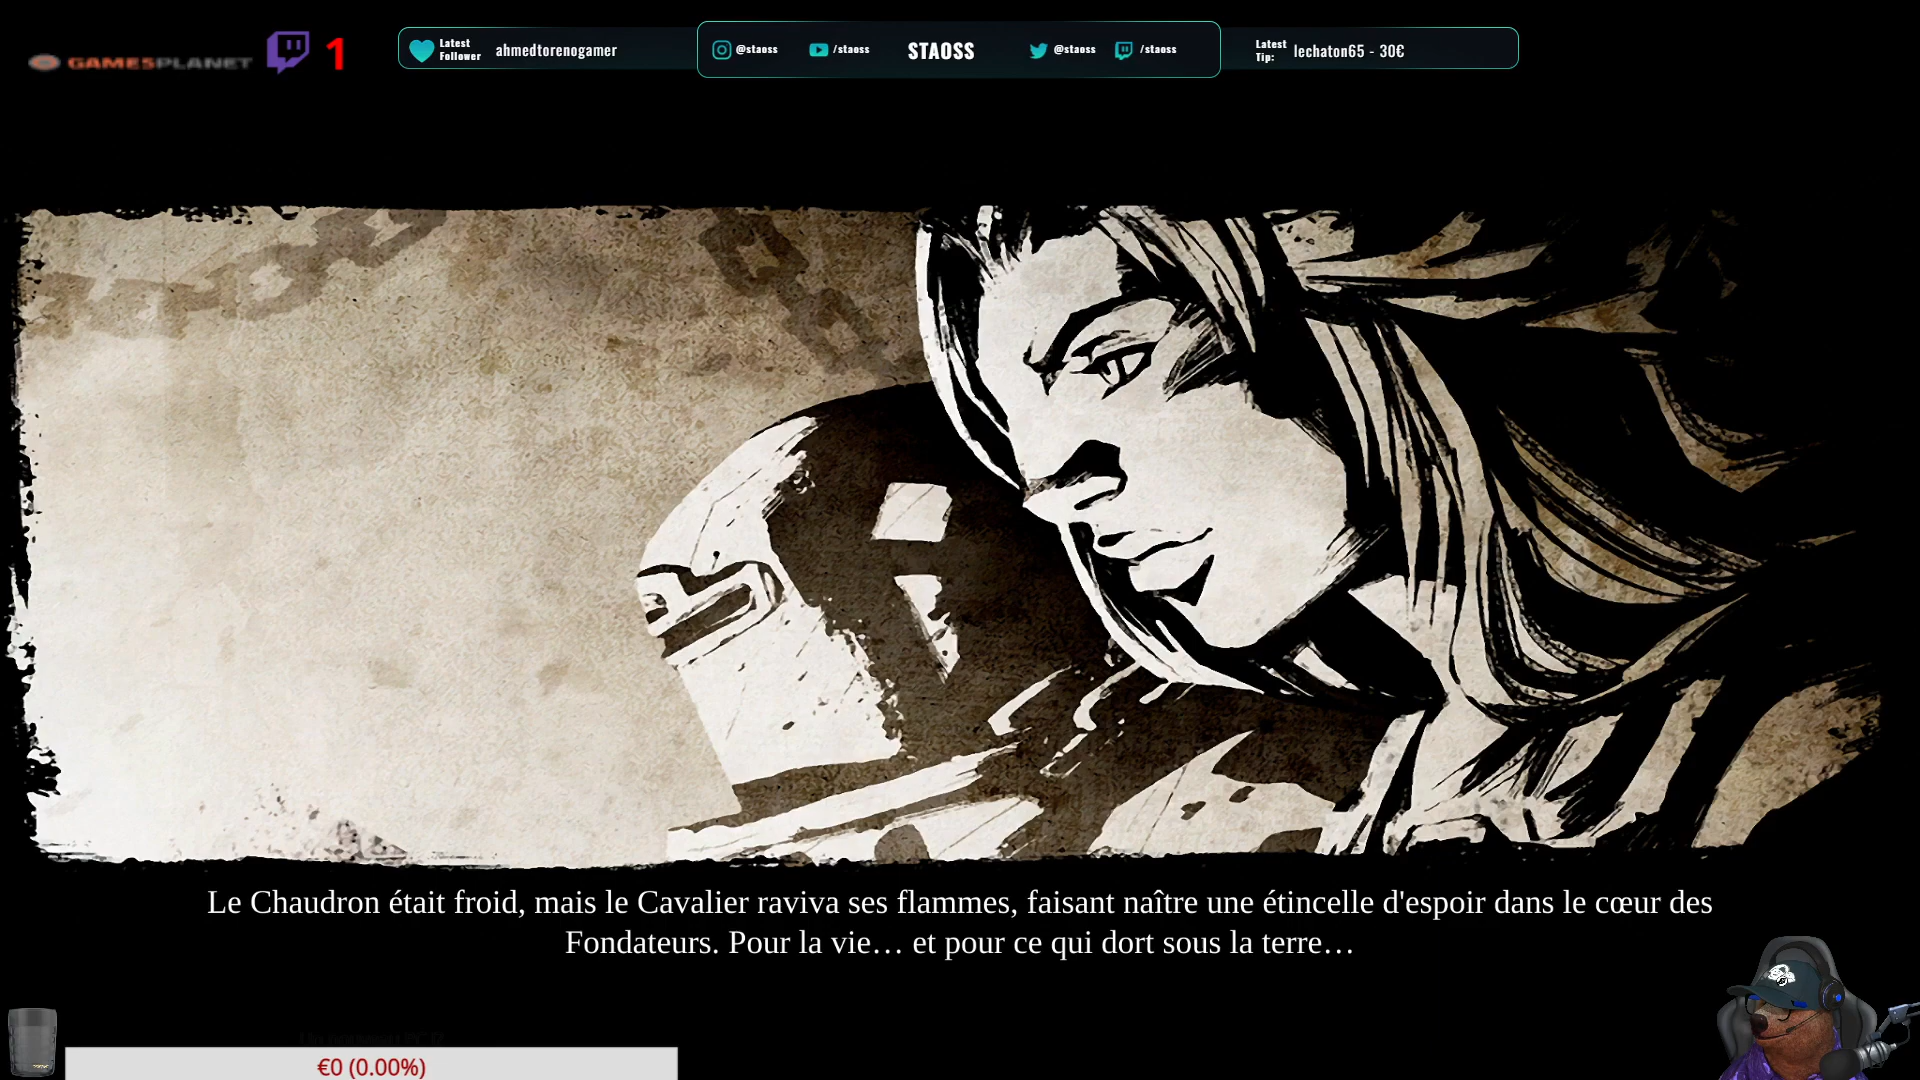 GAMESPLANET
1
Latest
Follower
ahmedtorenogamer
@staoss
/staoss
STAOSS
@staoss
/staoss
Latest
Tip:
lechaton65 - 30€
Le Chaudron était froid, mais le Cavalier raviva ses flammes, faisant naître une étincelle d'espoir dans le cœur des
Fondateurs. Pour la vie… et pour ce qui dort sous la terre…
€0 (0.00%)